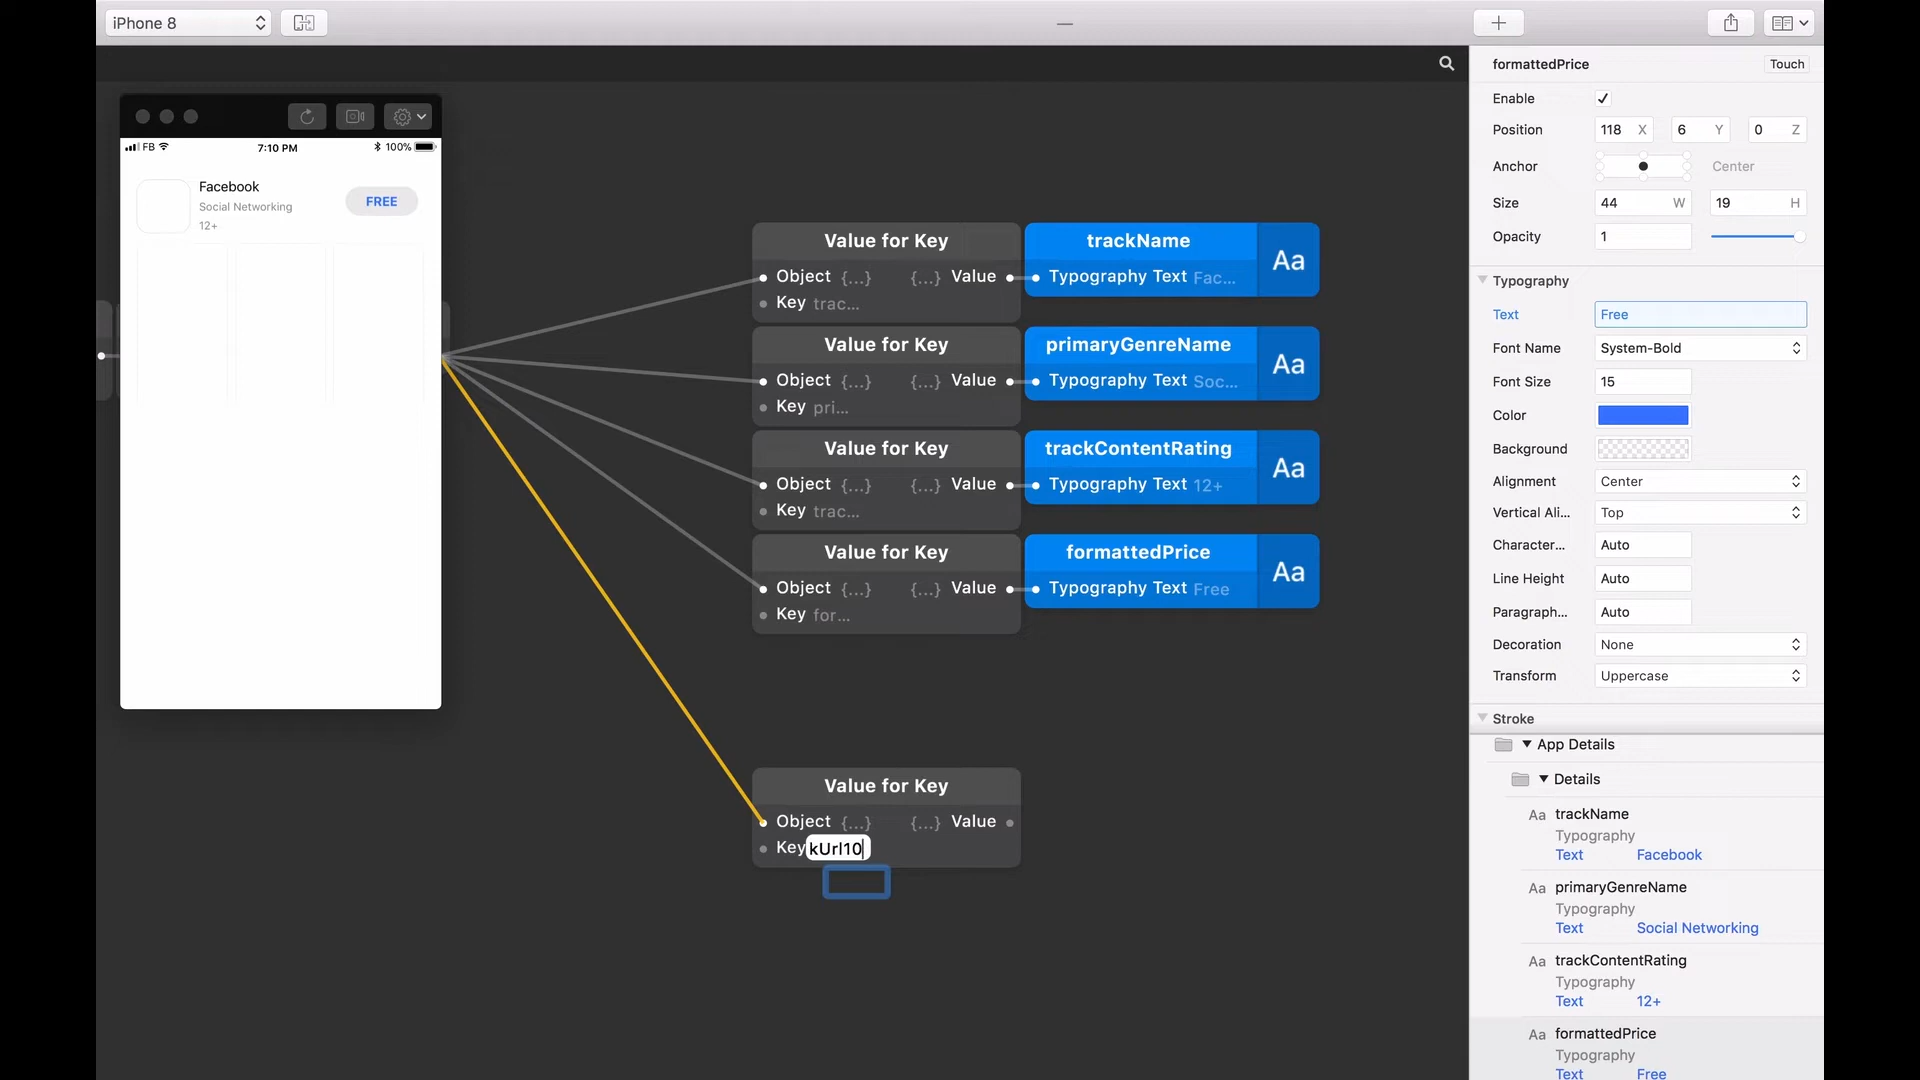 iPhone 8
FB
7:10 PM
100%
Facebook
Social Networking
12+
FREE
Value for Key
Object {...} {...} Value
Key trac...
trackName
Typography Text Fac...
Aa
Value for Key
Object {...} {...} Value
Key pri...
primaryGenreName
Typography Text Soc...
Aa
Value for Key
Object {...} {...} Value
Key trac...
trackContentRating
Typography Text 12+
Aa
Value for Key
Object {...} {...} Value
Key for...
formattedPrice
Typography Text Free
Aa
Value for Key
Object {...} {...} Value
Key kUrl10
formattedPrice Touch
Enable
Position 118 X 6 Y 0 Z
Anchor Center
Size 44 W 19 H
Opacity 1
Typography
Text Free
Font Name System-Bold
Font Size 15
Color
Background
Alignment Center
Vertical Ali... Top
Character... Auto
Line Height Auto
Paragraph... Auto
Decoration None
Transform Uppercase
Stroke
App Details
Details
Aa trackName
Typography
Text Facebook
Aa primaryGenreName
Typography
Text Social Networking
Aa trackContentRating
Typography
Text 12+
Aa formattedPrice
Typography
Text Free